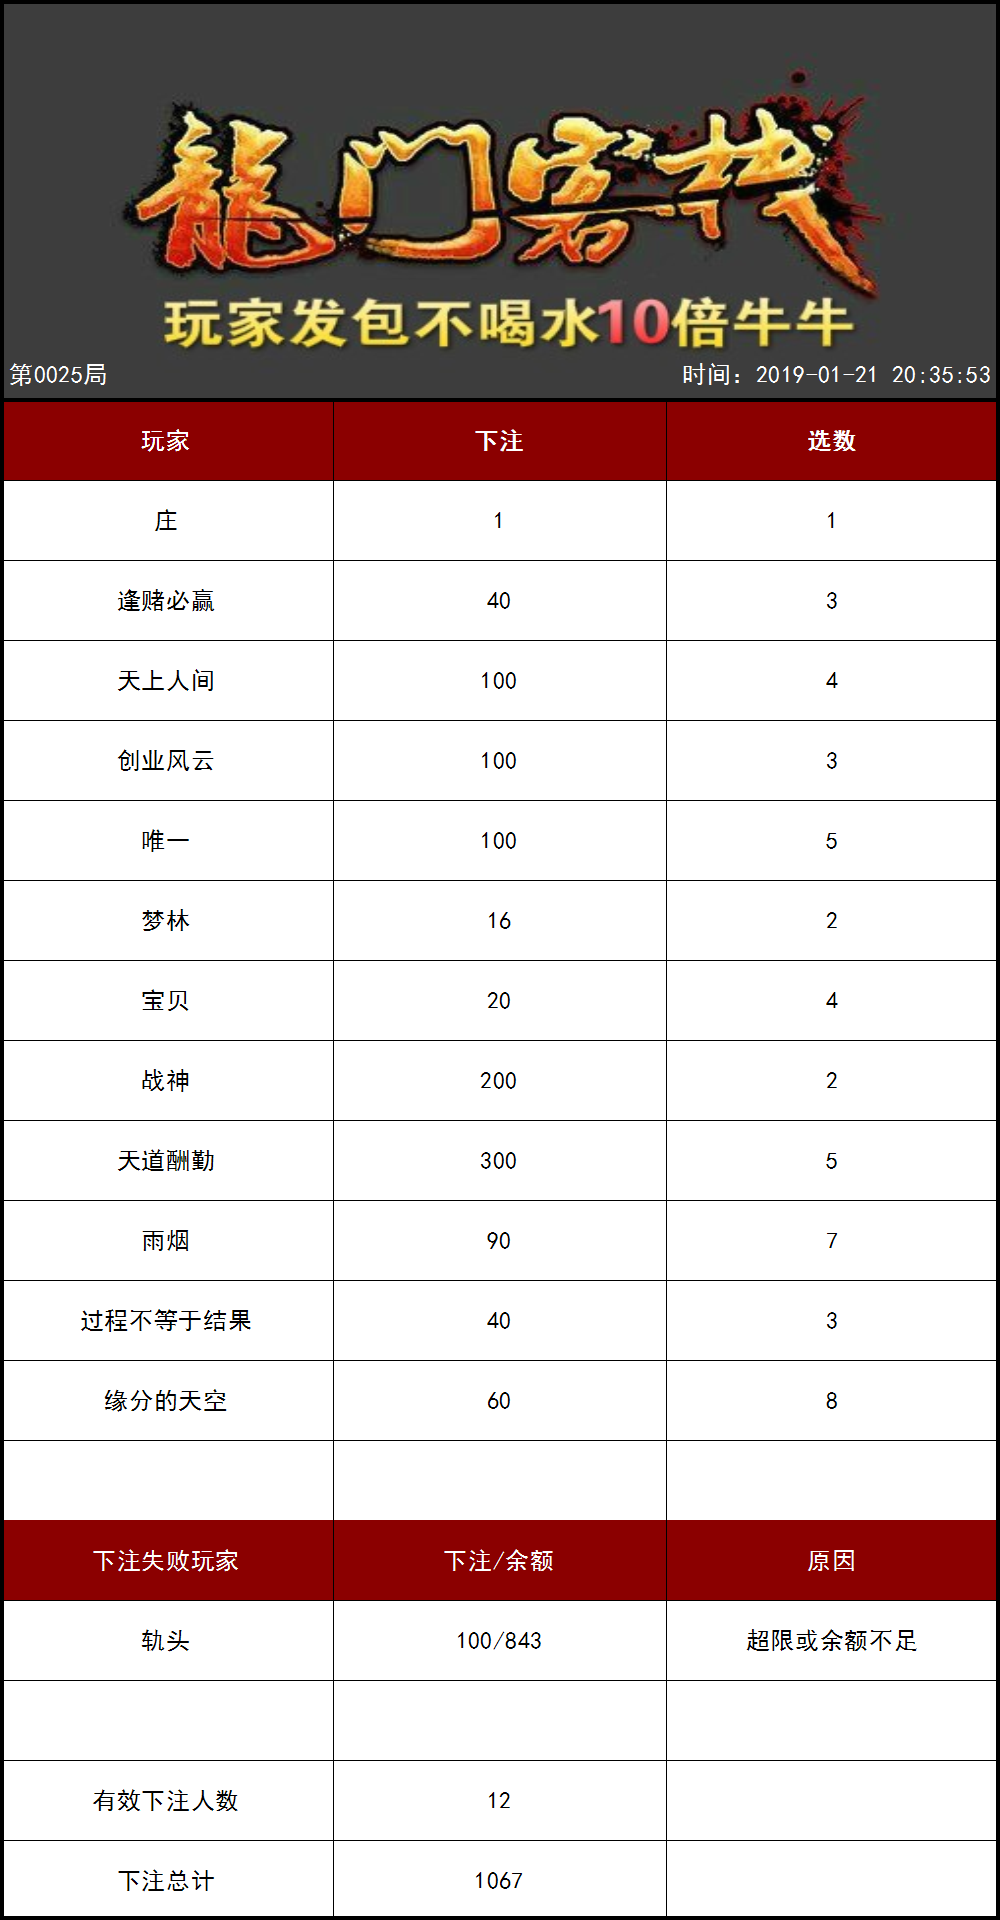 龍门客栈
玩家发包不喝水10倍牛牛
第0025局 时间：2019-01-21 20:35:53
玩家 下注 选数
庄 1 1
逢赌必赢 40 3
天上人间 100 4
创业风云 100 3
唯一 100 5
梦林 16 2
宝贝 20 4
战神 200 2
天道酬勤 300 5
雨烟 90 7
过程不等于结果 40 3
缘分的天空 60 8
下注失败玩家 下注/余额 原因
轨头 100/843 超限或余额不足
有效下注人数 12
下注总计 1067